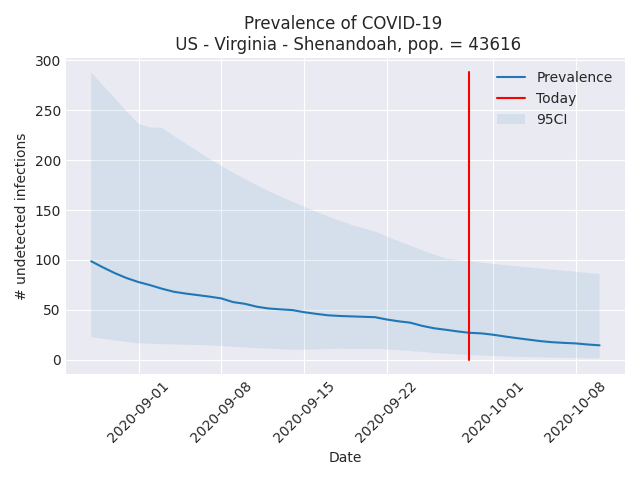 Prevalence of COVID-19
US - Virginia - Shenandoah, pop. = 43616
300
250
200
150
100
50
0
# undetected infections
Prevalence
Today
95CI
2020-09-01
2020-09-08
2020-09-15
2020-09-22
2020-10-01
2020-10-08
Date